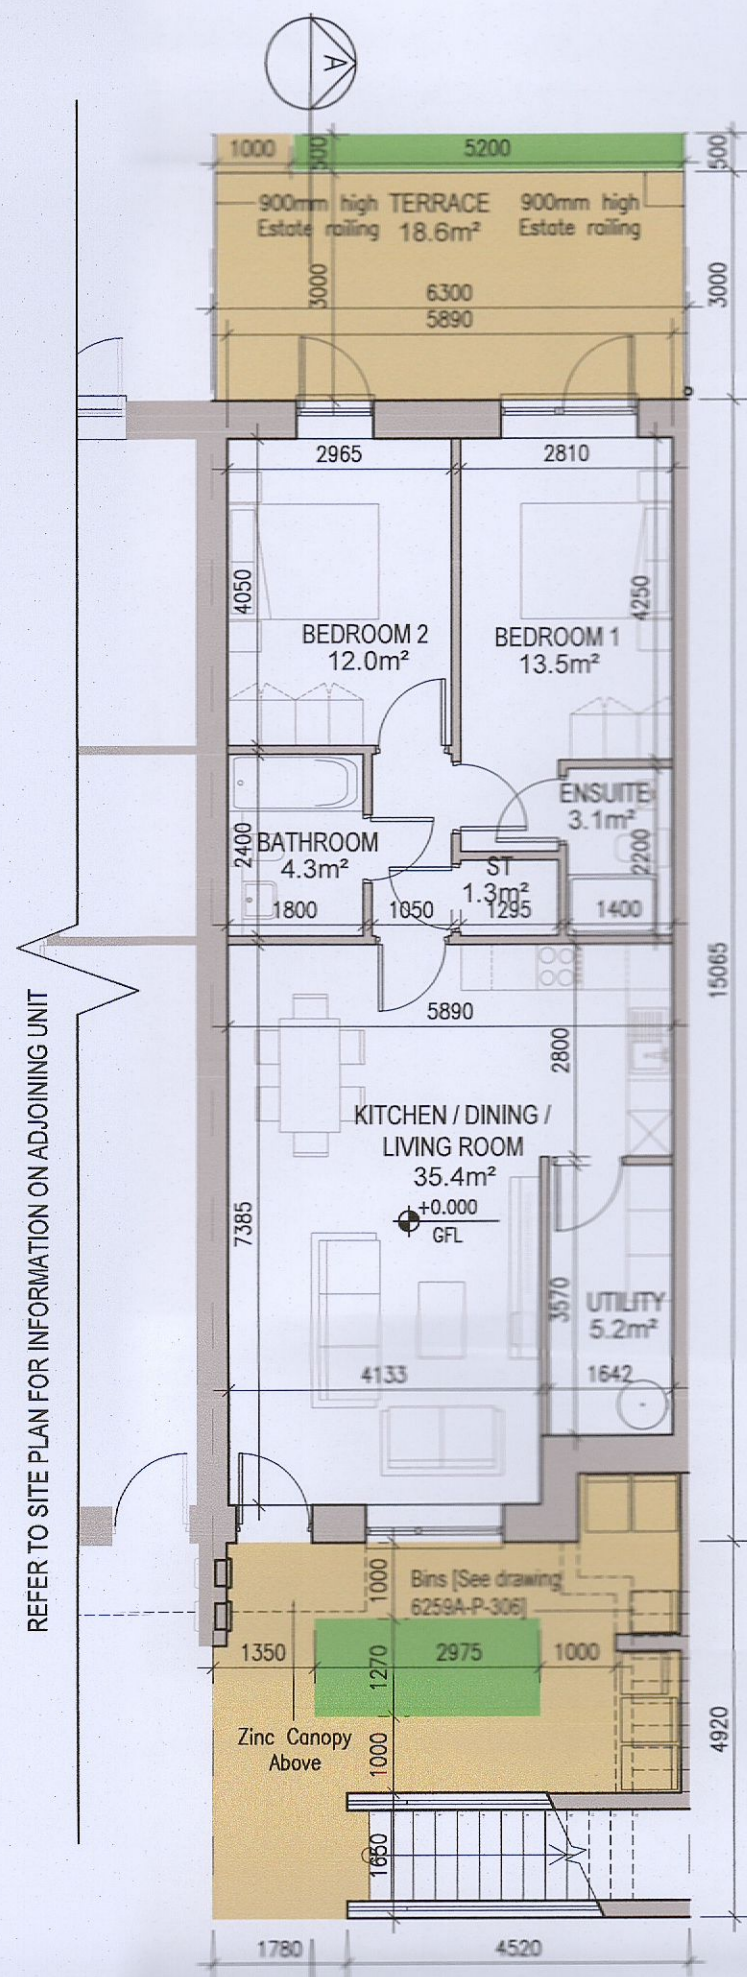 A
1000
500
5200
500
900mm high
Estate railing
TERRACE
18.6m²
900mm high
Estate railing
3000
3000
6300
5890
2965
2810
4050
4250
BEDROOM 2
12.0m²
BEDROOM 1
13.5m²
ENSUITE
3.1m²
2400
BATHROOM
4.3m²
2200
ST
1.3m²
1800
1050
1295
1400
15065
5890
2800
KITCHEN / DINING /
LIVING ROOM
35.4m²
+0.000
GFL
7385
3570
UTILITY
5.2m²
4133
1642
REFER TO SITE PLAN FOR INFORMATION ON ADJOINING UNIT
1000
Bins [See drawing
6259A-P-306]
1350
1270
2975
1000
Zinc Canopy
Above
1000
4920
1650
1780
4520